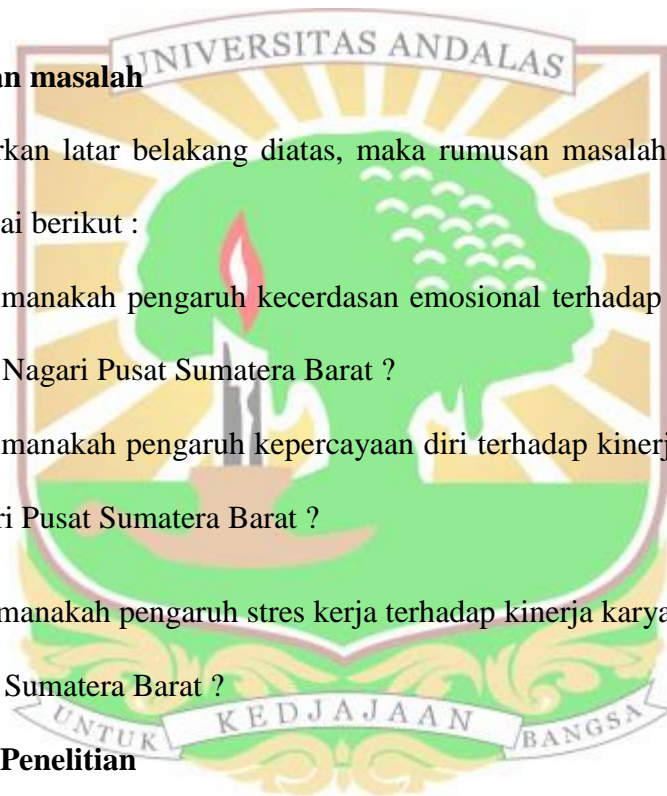 UNIVERSITAS ANDALAS
an masalah
rkan latar belakang diatas, maka rumusan masalah
ai berikut :
manakah pengaruh kecerdasan emosional terhadap
Nagari Pusat Sumatera Barat ?
manakah pengaruh kepercayaan diri terhadap kinerj
ri Pusat Sumatera Barat ?
manakah pengaruh stres kerja terhadap kinerja karya
Sumatera Barat ?
UNTUK KEDJAJAAN BANGSA
Penelitian